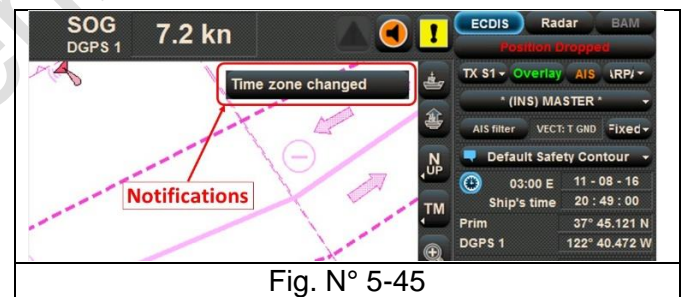 SOG
DGPS 1
7.2 kn
!
ECDIS Radar BAM
Position Dropped
TX S1 Overlay AIS \RP/
* (INS) MASTER *
AIS filter VECT: T GND Fixed
Default Safety Contour
03:00 E 11 - 08 - 16
Ship's time 20 : 49 : 00
Prim 37° 45.121 N
DGPS 1 122° 40.472 W
Time zone changed
Notifications
N
UP
TM
Fig. N° 5-45